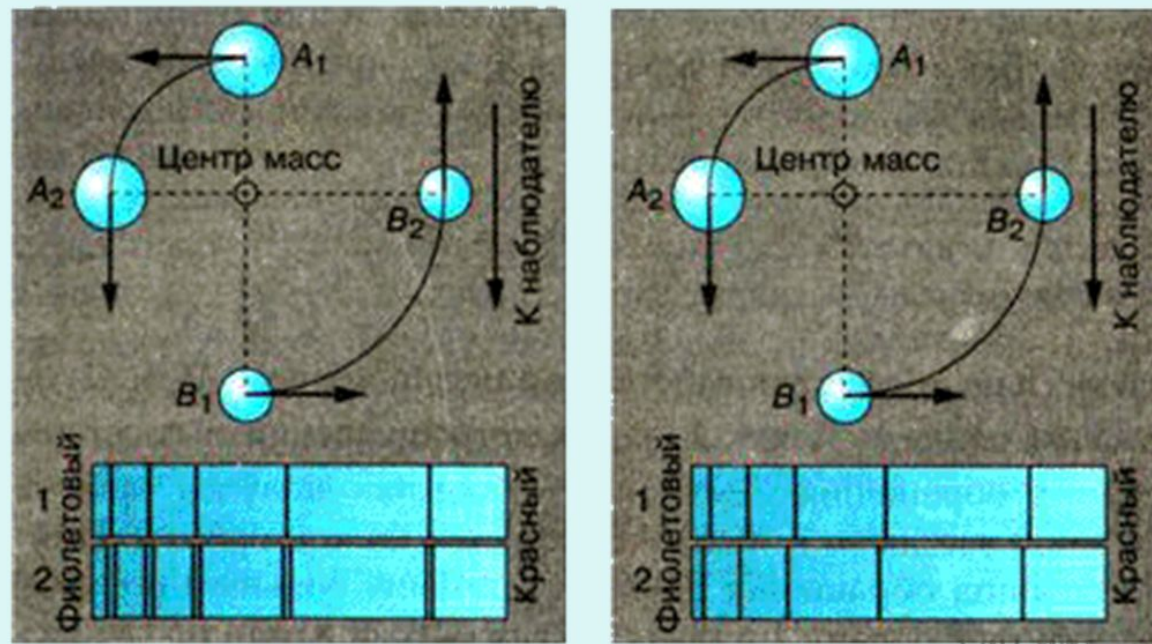 A1
A2
Центр масс
B2
К наблюдателю
B1
1
2
Фиолетовый
Красный
A1
A2
Центр масс
B2
К наблюдателю
B1
1
2
Фиолетовый
Красный